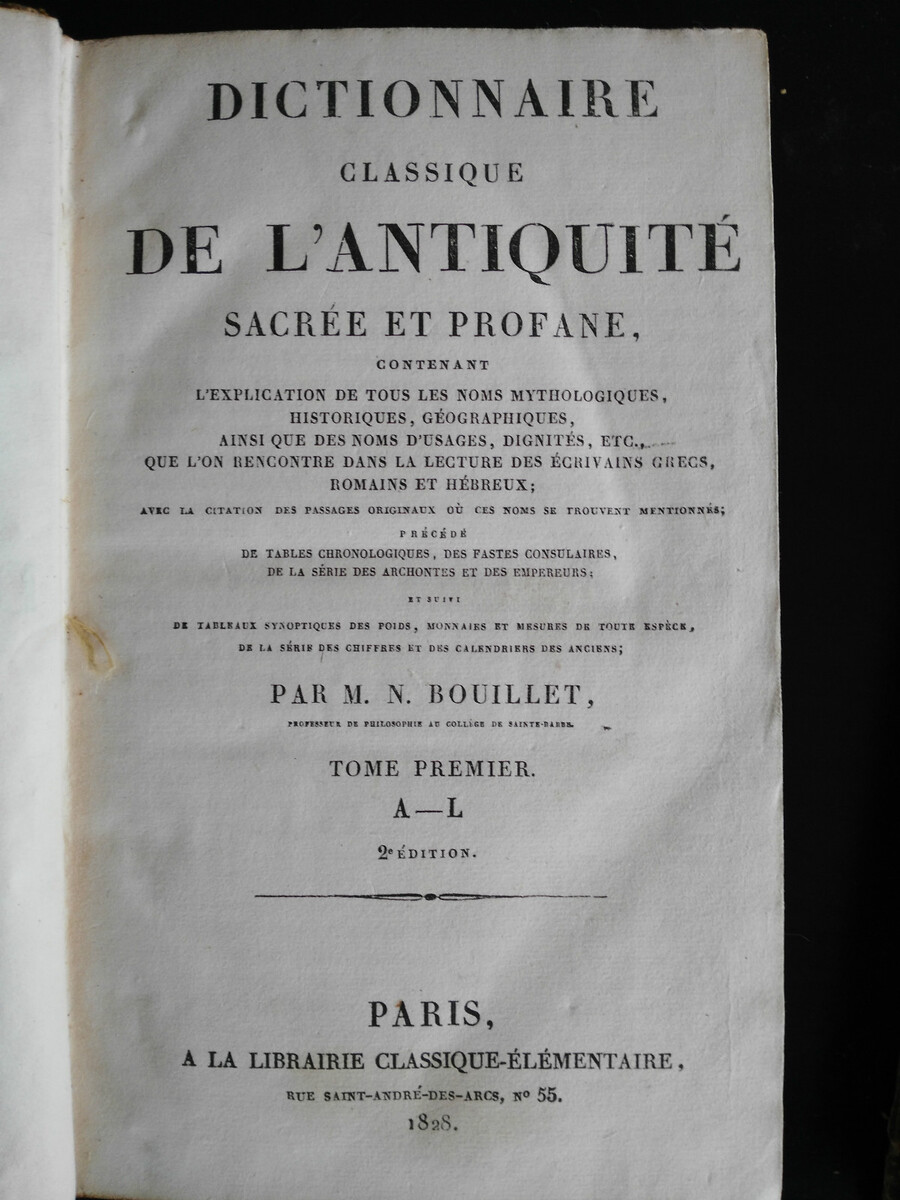 DICTIONNAIRE
CLASSIQUE
DE L'ANTIQUITÉ
SACRÉE ET PROFANE,
CONTENANT
L'EXPLICATION DE TOUS LES NOMS MYTHOLOGIQUES,
HISTORIQUES, GÉOGRAPHIQUES,
AINSI QUE DES NOMS D'USAGES, DIGNITÉS, ETC.,
QUE L'ON RENCONTRE DANS LA LECTURE DES ÉCRIVAINS GRECS,
ROMAINS ET HÉBREUX;
AVEC LA CITATION DES PASSAGES ORIGINAUX OÙ CES NOMS SE TROUVENT MENTIONNÉS;
PRÉCÉDÉ
DE TABLES CHRONOLOGIQUES, DES FASTES CONSULAIRES,
DE LA SÉRIE DES ARCHONTES ET DES EMPEREURS;
ET SUIVI
DE TABLEAUX SYNOPTIQUES DES POIDS, MONNAIES ET MESURES DE TOUTE ESPÈCE,
DE LA SÉRIE DES CHIFFRES ET DES CALENDRIERS DES ANCIENS;
PAR M. N. BOUILLET,
PROFESSEUR DE PHILOSOPHIE AU COLLÈGE DE SAINTE-BARBE.
TOME PREMIER.
A—L
2e ÉDITION.
PARIS,
A LA LIBRAIRIE CLASSIQUE-ÉLÉMENTAIRE,
RUE SAINT-ANDRÉ-DES-ARCS, No 55.
1828.